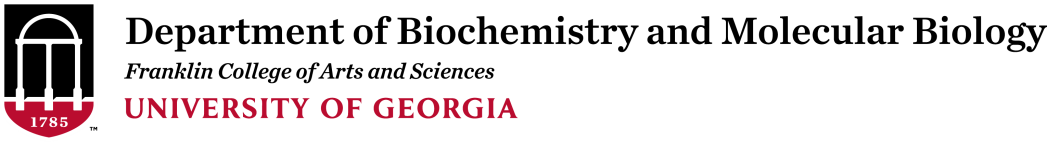 Department of Biochemistry and Molecular Biology
Franklin College of Arts and Sciences
UNIVERSITY OF GEORGIA
1785
™